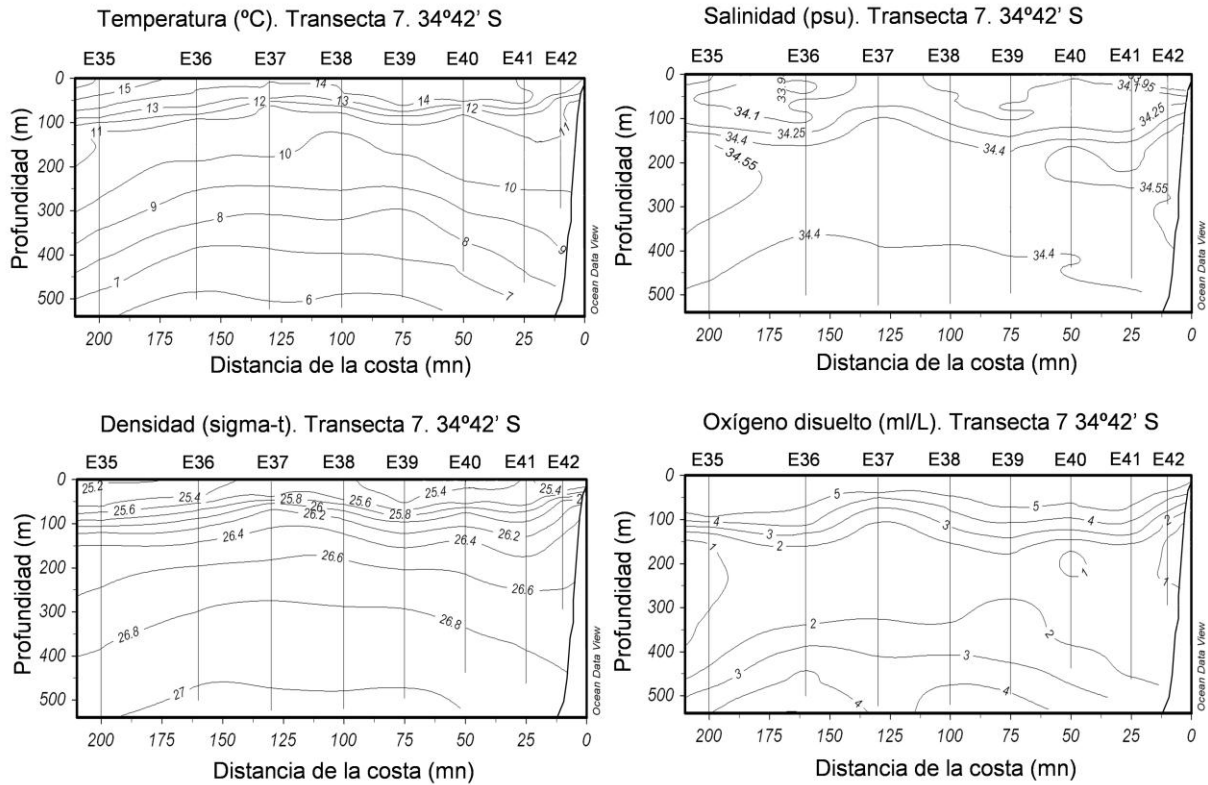 Temperatura (ºC). Transecta 7. 34º42' S
E35 E36 E37 E38 E39 E40 E41 E42
Profundidad (m)
0
100
200
300
400
500
15 14 13 12 13 14 12 11 11
10 10
9 8 8 9
7 6 7
200 175 150 125 100 75 50 25 0
Distancia de la costa (mn)
Ocean Data View
Salinidad (psu). Transecta 7. 34º42' S
E35 E36 E37 E38 E39 E40 E41 E42
Profundidad (m)
0
100
200
300
400
500
33.9 34.1 33.95
34.1 34.25 34.25
34.4 34.4
34.55 34.55
34.4 34.4
200 175 150 125 100 75 50 25 0
Distancia de la costa (mn)
Ocean Data View
Densidad (sigma-t). Transecta 7. 34º42' S
E35 E36 E37 E38 E39 E40 E41 E42
Profundidad (m)
0
100
200
300
400
500
25.2 25.4 25.4 25.4
25.6 25.8 25.6 25.8
26.2 26.2
26.4 26.4
26.6 26.6
26.8 26.8
27
200 175 150 125 100 75 50 25 0
Distancia de la costa (mn)
Ocean Data View
Oxígeno disuelto (ml/L). Transecta 7 34º42' S
E35 E36 E37 E38 E39 E40 E41 E42
Profundidad (m)
0
100
200
300
400
500
5 5
4 4 2
3 3
1 2 1 1
2 2
3 3
4 4
200 175 150 125 100 75 50 25 0
Distancia de la costa (mn)
Ocean Data View